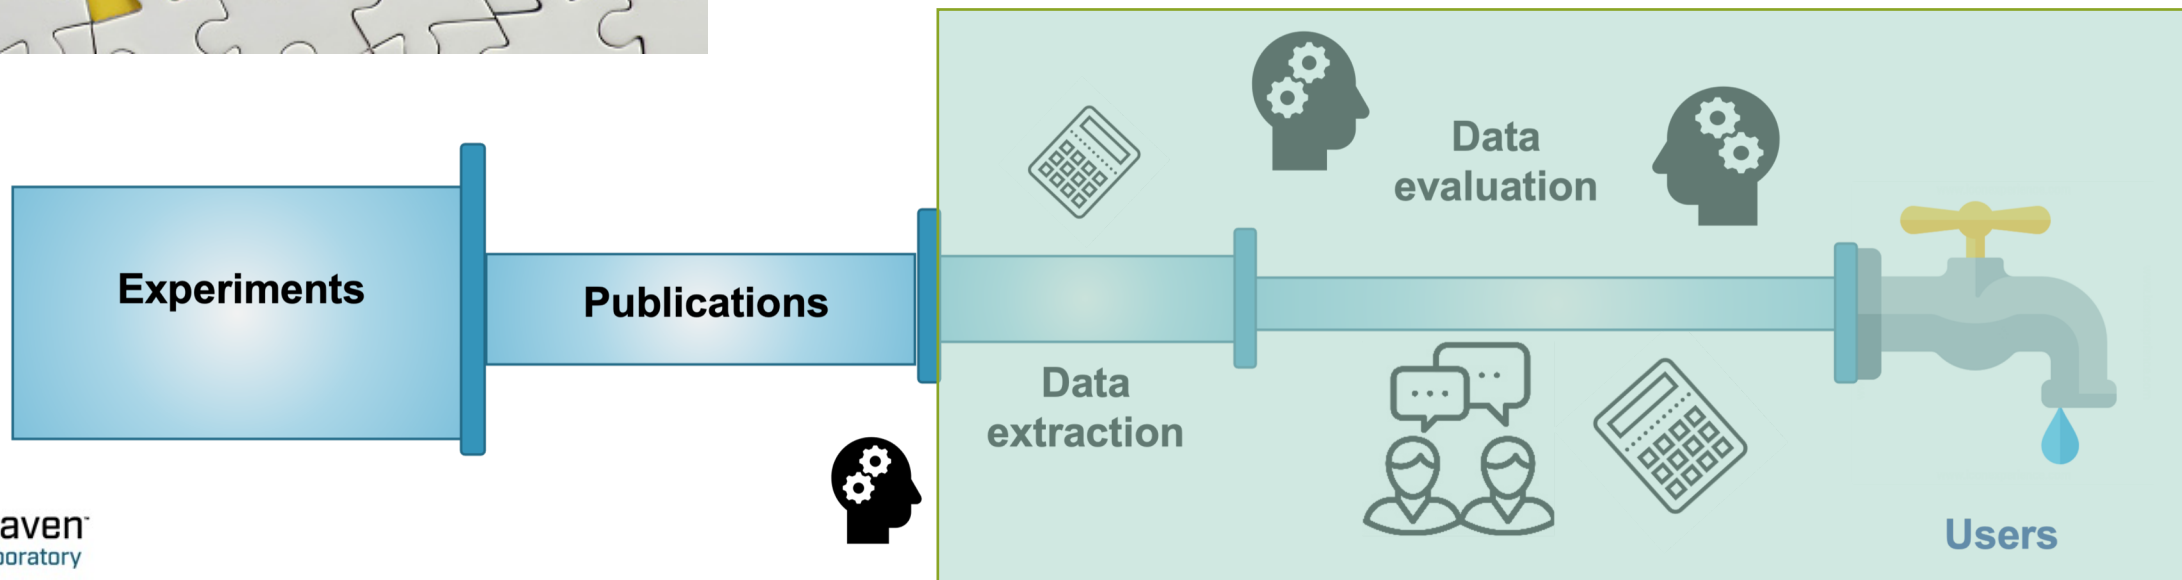 Experiments
Publications
Data
extraction
Data
evaluation
Users
aven
oratory